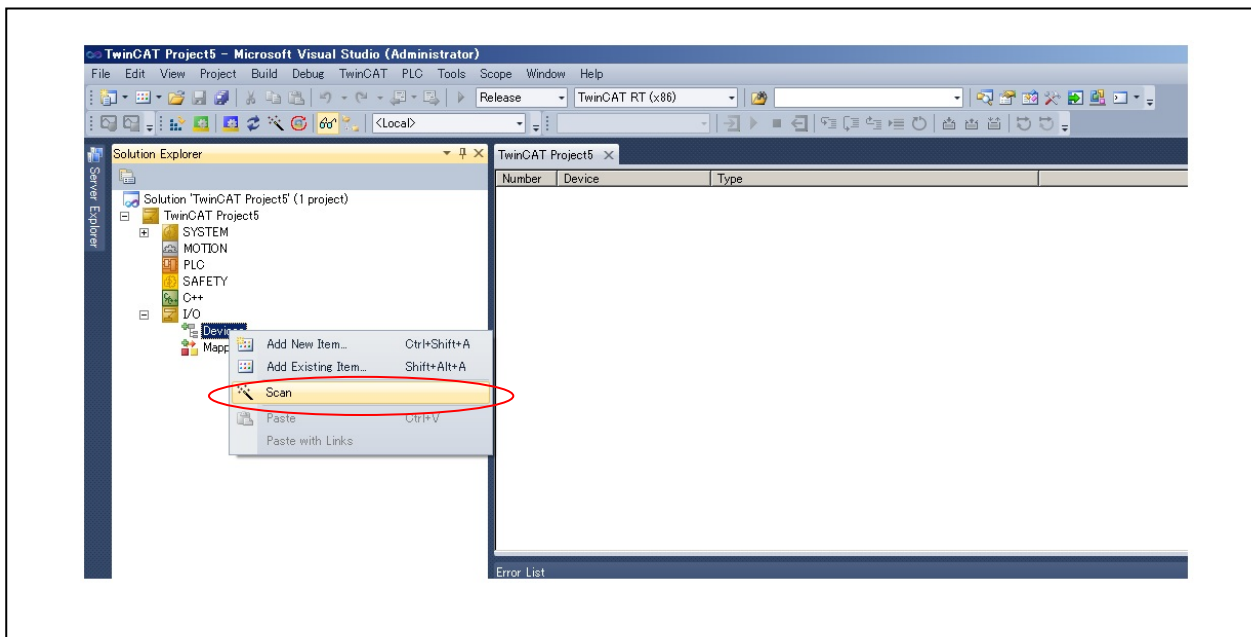 TwinCAT Project5 - Microsoft Visual Studio (Administrator)
File Edit View Project Build Debug TwinCAT PLC Tools Scope Window Help
Release TwinCAT RT (x86)
<Local>
Server Explorer
Solution Explorer
TwinCAT Project5
Number Device Type
Solution 'TwinCAT Project5' (1 project)
TwinCAT Project5
SYSTEM
MOTION
PLC
SAFETY
C++
I/O
Devices
Mapp
Add New Item... Ctrl+Shift+A
Add Existing Item... Shift+Alt+A
Scan
Paste Ctrl+V
Paste with Links
Error List